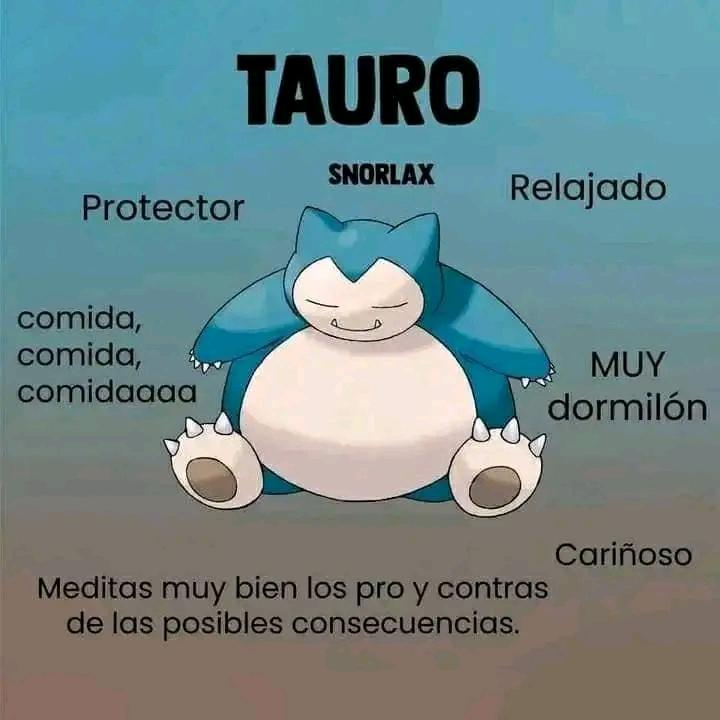 TAURO
SNORLAX
Protector
Relajado
comida,
comida,
comidaaaa
MUY
dormilón
Cariñoso
Meditas muy bien los pro y contras
de las posibles consecuencias.